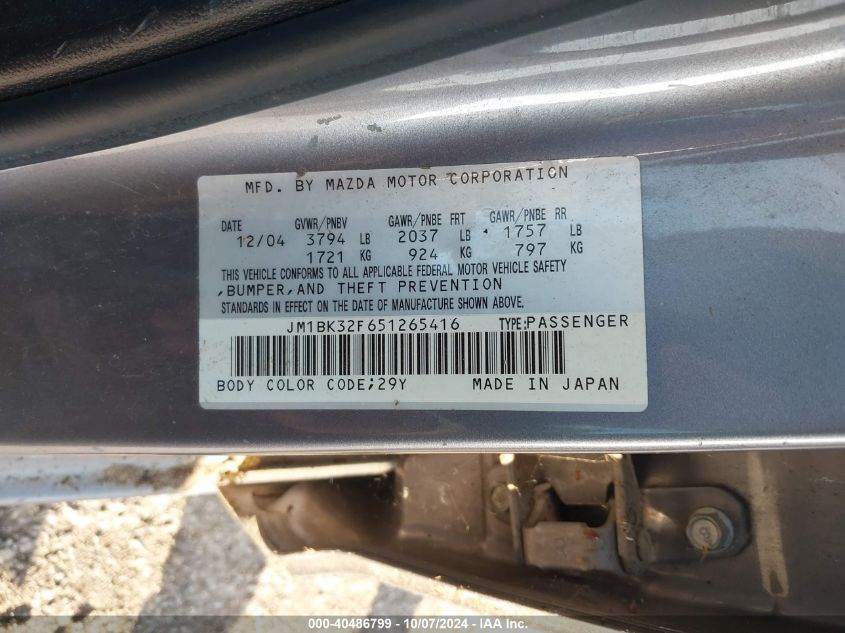 MFD. BY MAZDA MOTOR CORPORATION
DATE GVWR/PNBV GAWR/PNBE FRT GAWR/PNBE RR
12/04 3794 LB 2037 LB 1757 LB
1721 KG 924 KG 797 KG
THIS VEHICLE CONFORMS TO ALL APPLICABLE FEDERAL MOTOR VEHICLE SAFETY
,BUMPER,AND THEFT PREVENTION
STANDARDS IN EFFECT ON THE DATE OF MANUFACTURE SHOWN ABOVE.
JM1BK32F651265416 TYPE:PASSENGER
BODY COLOR CODE;29Y MADE IN JAPAN
R
8
000-40486799 - 10/07/2024 - IAA Inc.